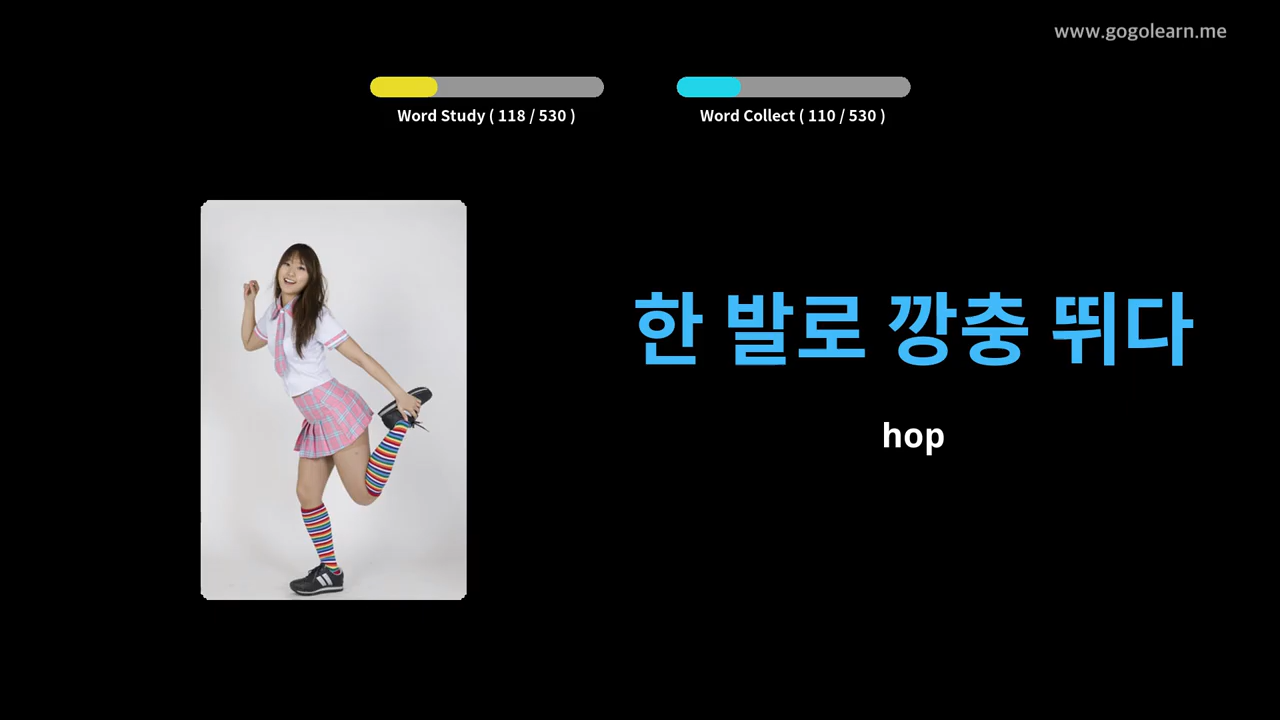 www.gogolearn.me
Word Study ( 118 / 530 )
Word Collect ( 110 / 530 )
한 발로 깡충 뛰다
hop